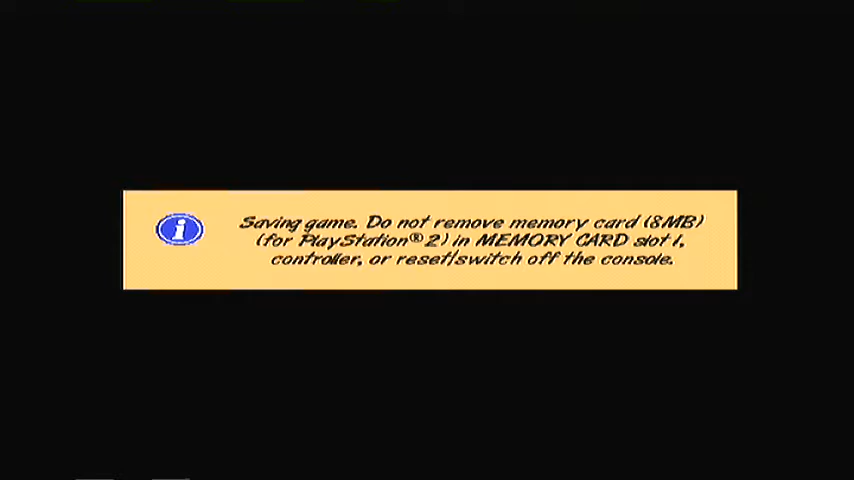 Saving game. Do not remove memory card (8MB)
(for PlayStation®2) in MEMORY CARD slot 1,
controller, or reset/switch off the console.